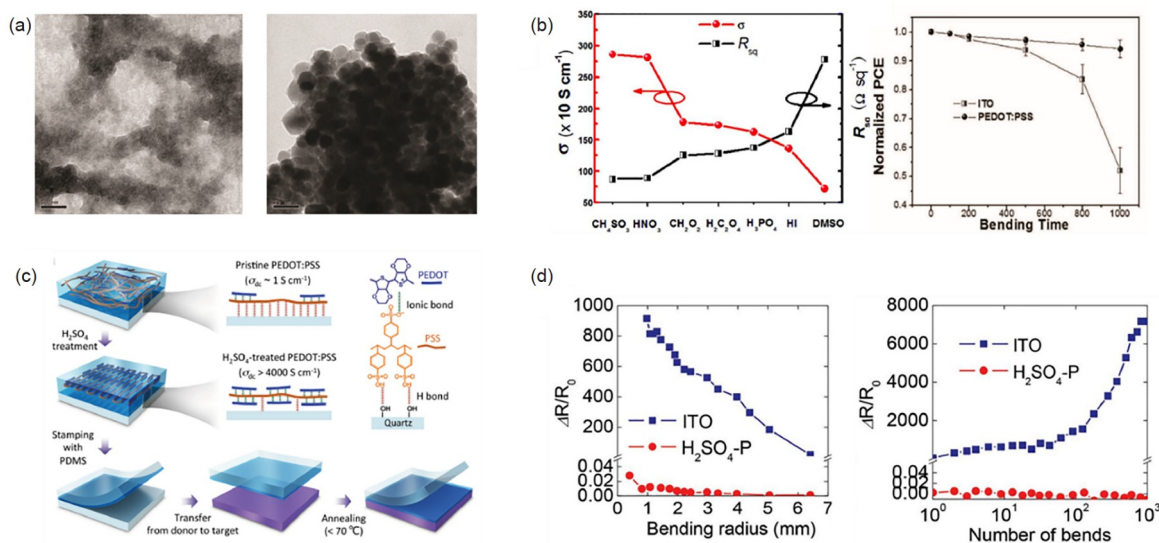 (a)
(b)
σ
R_sq
σ (x 10 S cm⁻¹)
350
300
250
200
150
100
50
CH₄SO₃ HNO₃ CH₂O₂ H₂C₂O₄ H₃PO₄ HI DMSO
R_sq (Ω sq⁻¹)
Normalized PCE
1.0
0.9
0.8
0.7
0.6
0.5
0.4
ITO
PEDOT:PSS
0 200 400 600 800 1000
Bending Time
(c)
Pristine PEDOT:PSS
(σ_dc ~ 1 S cm⁻¹)
H₂SO₄
treatment
H₂SO₄-treated PEDOT:PSS
(σ_dc > 4000 S cm⁻¹)
PEDOT
Ionic bond
PSS
H bond
OH OH
Quartz
Stamping
with
PDMS
Transfer
from donor to target
Annealing
(< 70 °C)
(d)
ΔR/R₀
1000
800
600
400
200
0.04
0.02
0.00
ITO
H₂SO₄-P
0 1 2 3 4 5 6 7
Bending radius (mm)
ΔR/R₀
8000
6000
4000
2000
0.04
0.02
0.00
ITO
H₂SO₄-P
10⁰ 10¹ 10² 10³
Number of bends